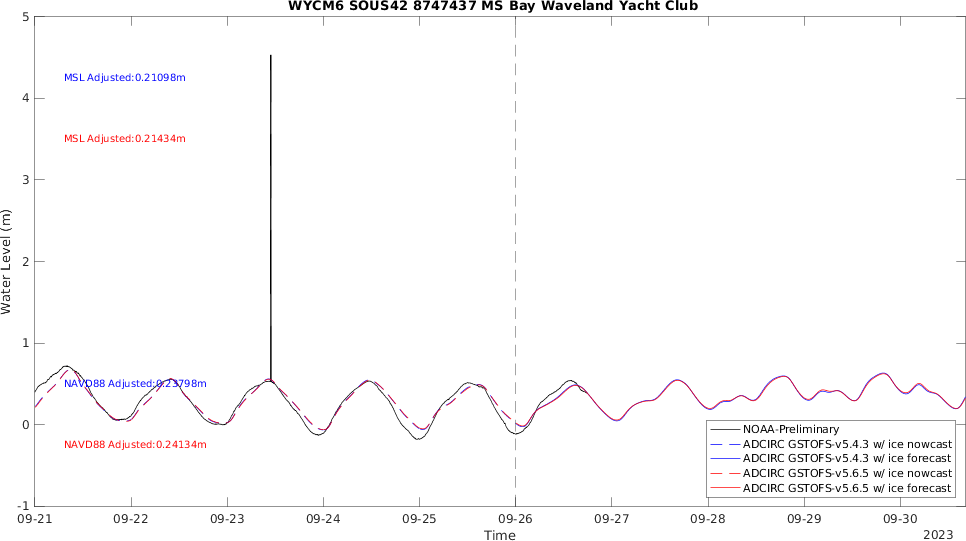 WYCM6 SOUS42 8747437 MS Bay Waveland Yacht Club
5
4
3
2
1
0
-1
Water Level (m)
MSL Adjusted:0.21098m
MSL Adjusted:0.21434m
NAVD88 Adjusted:0.23798m
NAVD88 Adjusted:0.24134m
NOAA-Preliminary
ADCIRC GSTOFS-v5.4.3 w/ ice nowcast
ADCIRC GSTOFS-v5.4.3 w/ ice forecast
ADCIRC GSTOFS-v5.6.5 w/ ice nowcast
ADCIRC GSTOFS-v5.6.5 w/ ice forecast
09-21 09-22 09-23 09-24 09-25 09-26 09-27 09-28 09-29 09-30
Time
2023